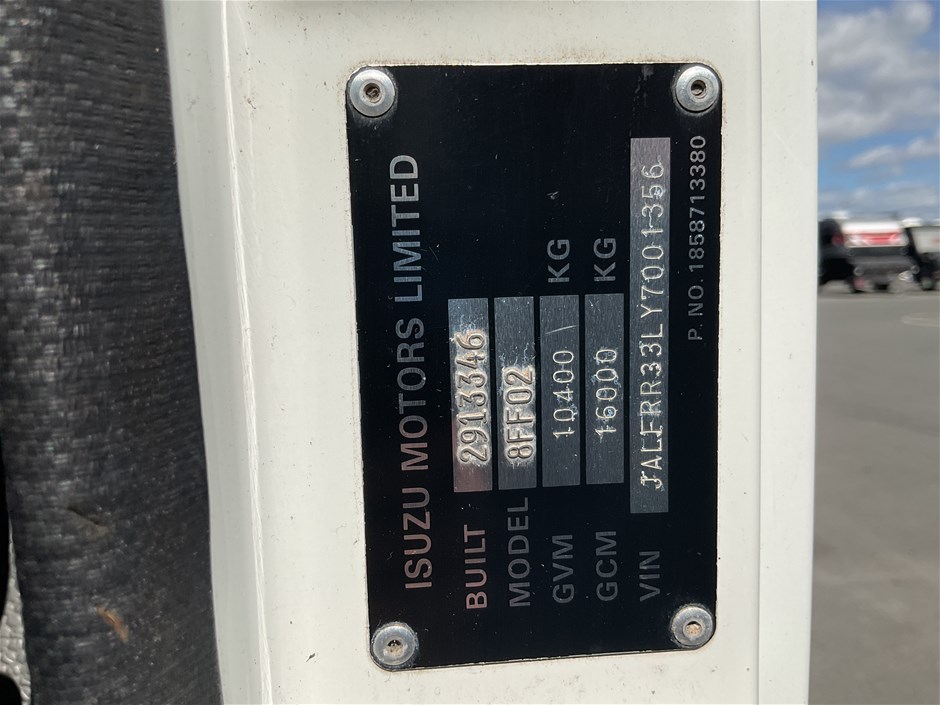 ISUZU MOTORS LIMITED
BUILT 2913346
MODEL 8FF02
GVM 10400 KG
GCM 16000 KG
VIN JALFRR33LY7001356
P. NO. 1858713380